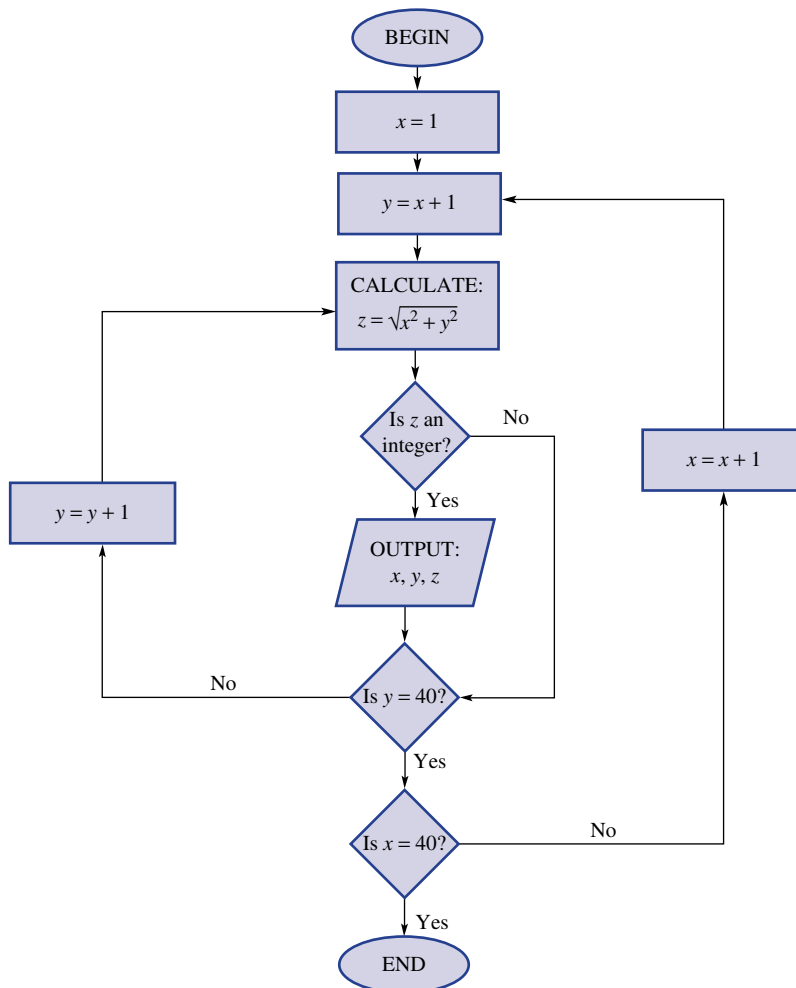 BEGIN
x = 1
y = x + 1
CALCULATE:
z = √x² + y²
Is z an
integer?
No
Yes
x = x + 1
y = y + 1
OUTPUT:
x, y, z
No
Is y = 40?
Yes
Is x = 40?
No
Yes
END